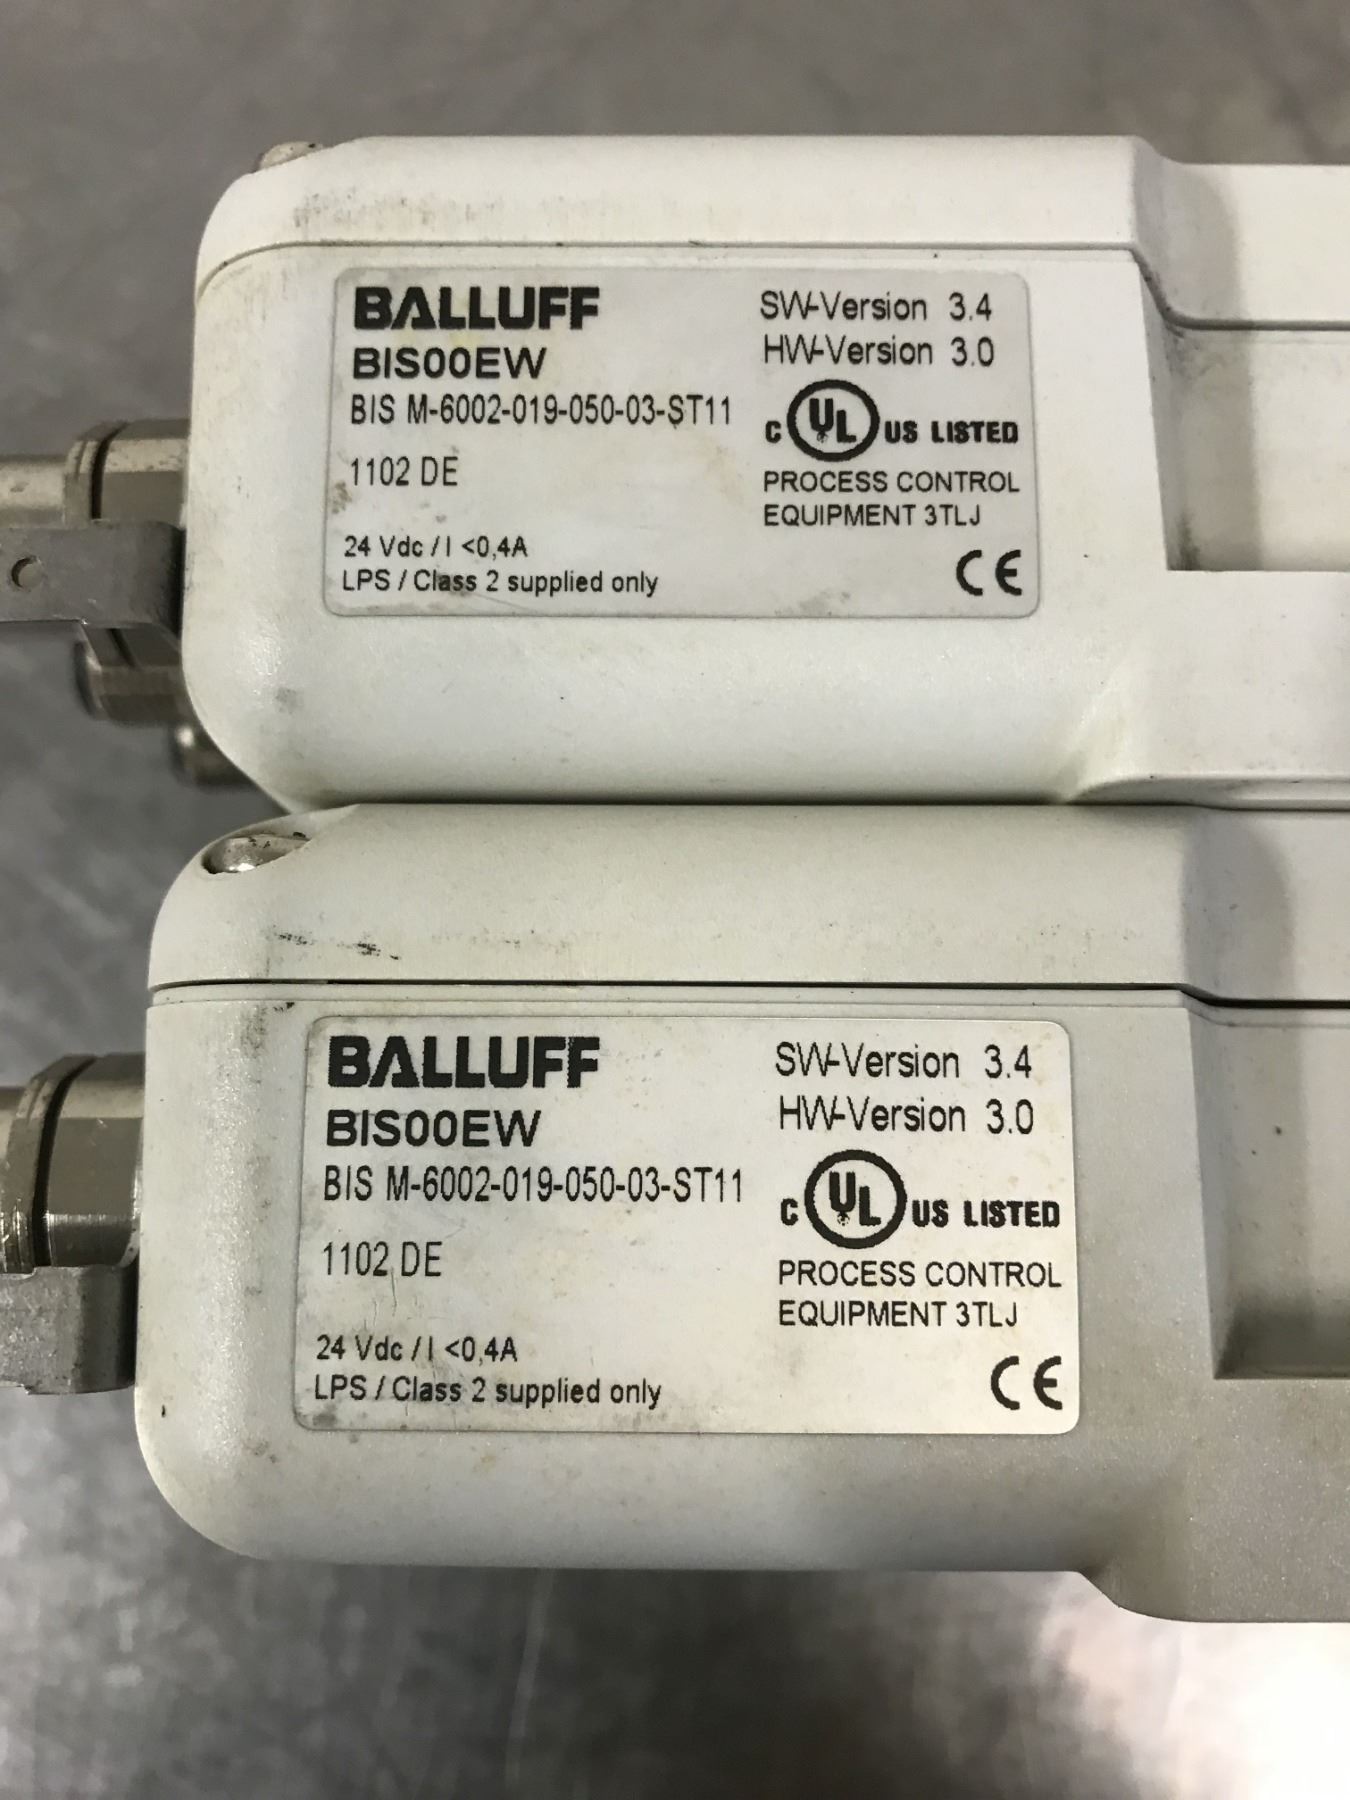 BALLUFF
BIS00EW
BIS M-6002-019-050-03-ST11
1102 DE
24 Vdc / I <0,4A
LPS / Class 2 supplied only
SW-Version 3.4
HW-Version 3.0
C UL US LISTED
PROCESS CONTROL
EQUIPMENT 3TLJ
CE
BALLUFF
BIS00EW
BIS M-6002-019-050-03-ST11
1102 DE
24 Vdc / I <0,4A
LPS / Class 2 supplied only
SW-Version 3.4
HW-Version 3.0
C UL US LISTED
PROCESS CONTROL
EQUIPMENT 3TLJ
CE